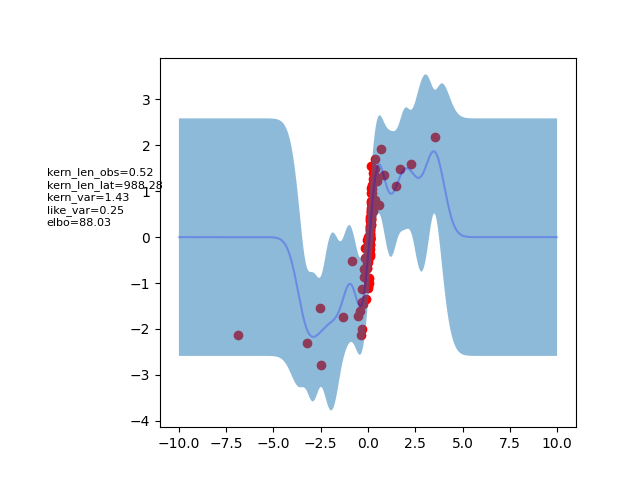 kern_len_obs=0.52
kern_len_lat=988.28
kern_var=1.43
like_var=0.25
elbo=88.03
3
2
1
0
−1
−2
−3
−4
−10.0 −7.5 −5.0 −2.5 0.0 2.5 5.0 7.5 10.0